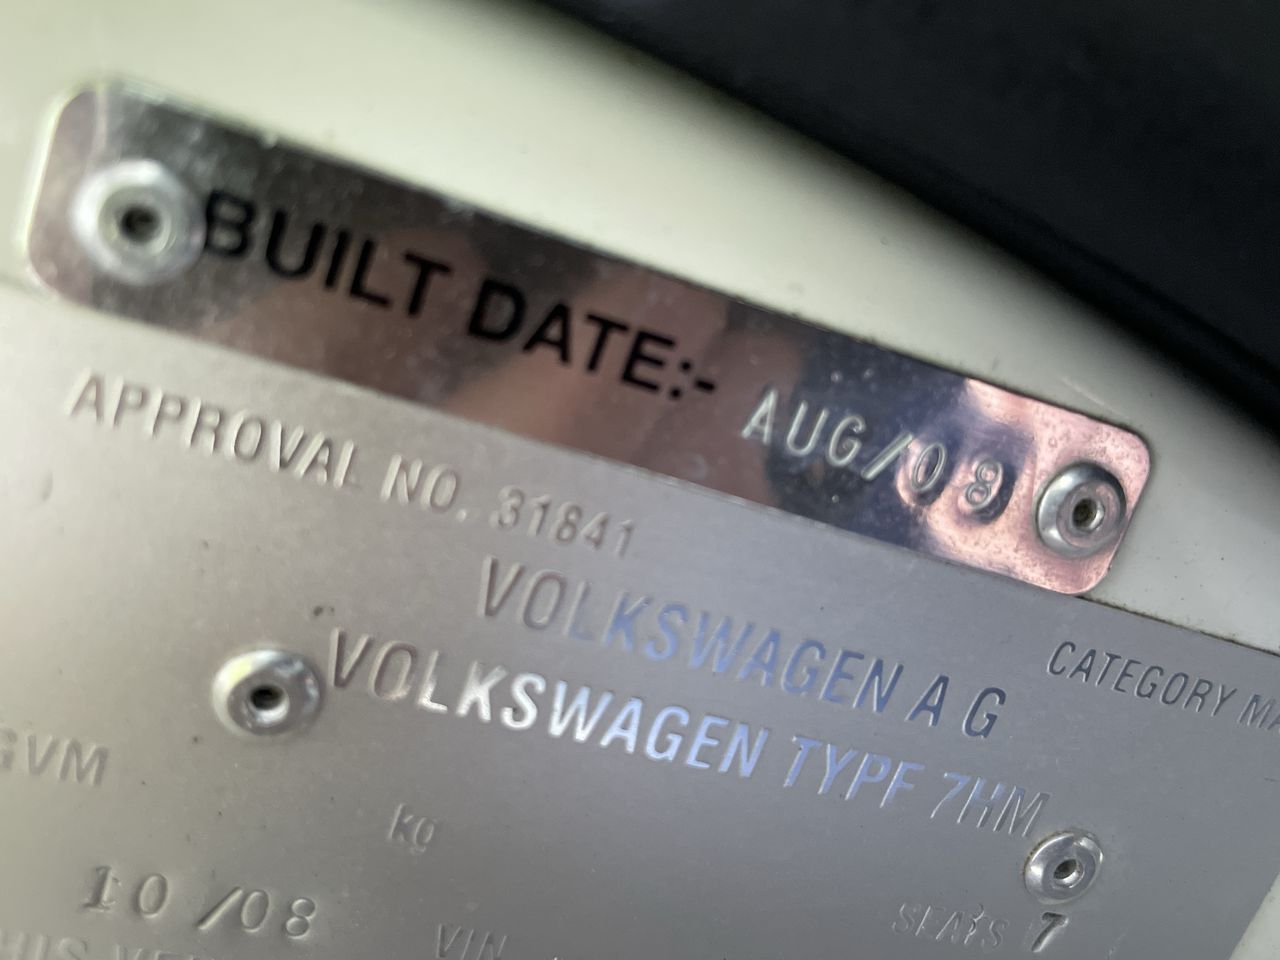 BUILT DATE:- AUG/08
APPROVAL NO. 31841
VOLKSWAGEN A G
CATEGORY
VOLKSWAGEN TYPE 7HM
GVM
kg
10/08
SEATS 7
VIN